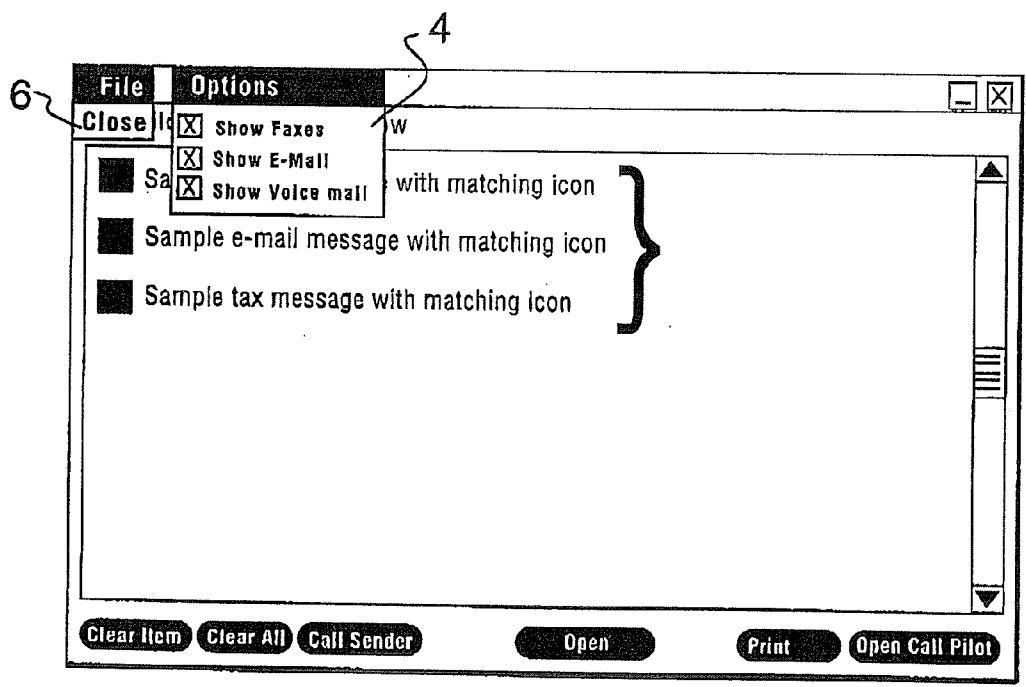 4
File Options
6
Close w
Show Faxes
Show E-Mail
Show Voice mail
Sa with matching icon
Sample e-mail message with matching icon
Sample tax message with matching icon
Clear Item Clear All Call Sender Open Print Open Call Pilot